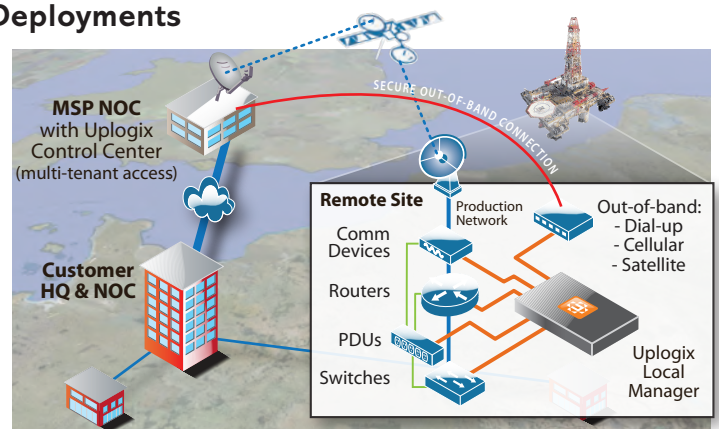 Deployments
MSP NOC
with Uplogix
Control Center
(multi-tenant access)
SECURE OUT-OF-BAND CONNECTION
Customer
HQ & NOC
Remote Site
Production
Network
Out-of-band:
- Dial-up
- Cellular
- Satellite
Comm
Devices
Routers
PDUs
Switches
Uplogix
Local
Manager